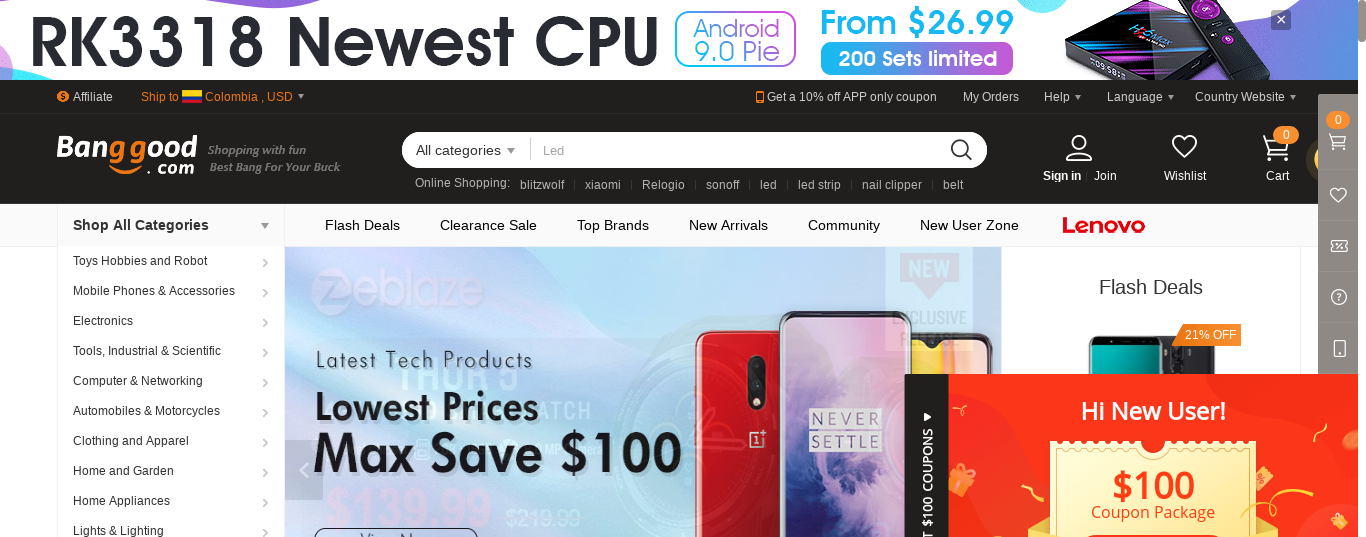 RK3318 Newest CPU
Android
9.0 Pie
From $26.99
200 Sets limited
Affiliate
Ship to Colombia , USD
Get a 10% off APP only coupon
My Orders
Help
Language
Country Website
Banggood
.com
Shopping with fun
Best Bang For Your Buck
All categories
Led
Online Shopping:
blitzwolf
xiaomi
Relogio
sonoff
led
led strip
nail clipper
belt
Sign in
Join
Wishlist
0
Cart
0
Shop All Categories
Flash Deals
Clearance Sale
Top Brands
New Arrivals
Community
New User Zone
Lenovo
Toys Hobbies and Robot
Mobile Phones & Accessories
Electronics
Tools, Industrial & Scientific
Computer & Networking
Automobiles & Motorcycles
Clothing and Apparel
Home and Garden
Home Appliances
Lights & Lighting
Zeblaze
NEW
EXCLUSIVE
RELEASE
Latest Tech Products
Lowest Prices
Max Save $100
$139.99
$219.99
NEVER
SETTLE
Flash Deals
21% OFF
$100 COUPONS
Hi New User!
$100
Coupon Package